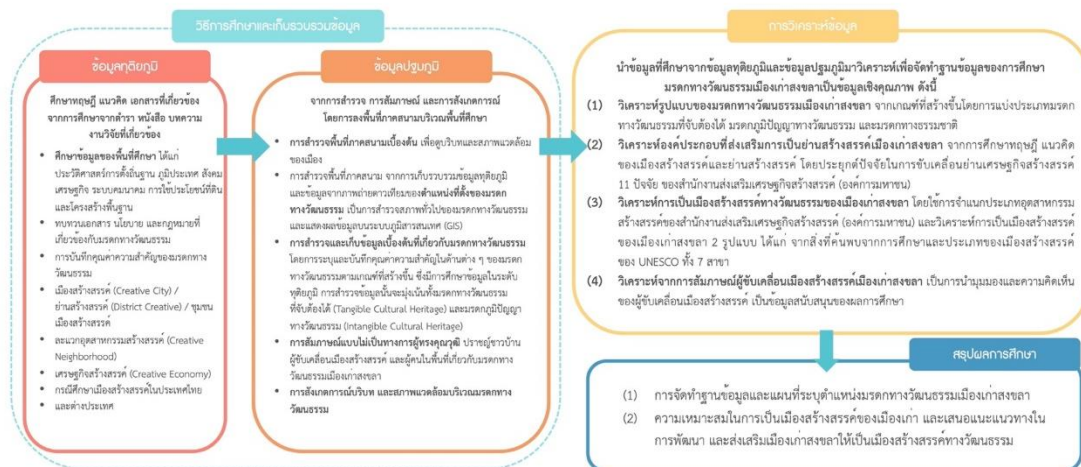 วิธีการศึกษาและเก็บรวบรวมข้อมูล
ข้อมูลทุติยภูมิ
ศึกษาทฤษฎี แนวคิด เอกสารที่เกี่ยวข้อง
จากการศึกษาจากตำรา หนังสือ บทความ
งานวิจัยที่เกี่ยวข้อง
• ศึกษาข้อมูลของพื้นที่ศึกษา ได้แก่
ประวัติศาสตร์การตั้งถิ่นฐาน ภูมิประเทศ สังคม
เศรษฐกิจ ระบบคมนาคม การใช้ประโยชน์ที่ดิน
และโครงสร้างพื้นฐาน
• ทบทวนเอกสาร นโยบาย และกฎหมายที่
เกี่ยวข้องกับมรดกทางวัฒนธรรม
• การบันทึกคุณค่าความสำคัญของมรดกทาง
วัฒนธรรม
• เมืองสร้างสรรค์ (Creative City) /
ย่านสร้างสรรค์ (District Creative) / ชุมชน
เมืองสร้างสรรค์
• ละแวกอุตสาหกรรมสร้างสรรค์ (Creative
Neighborhood)
• เศรษฐกิจสร้างสรรค์ (Creative Economy)
• กรณีศึกษาเมืองสร้างสรรค์ในประเทศไทย
• และต่างประเทศ
ข้อมูลปฐมภูมิ
จากการสำรวจ การสัมภาษณ์ และการสังเกตการณ์
โดยการลงพื้นที่ภาคสนามบริเวณพื้นที่ศึกษา
• การสำรวจพื้นที่ภาคสนามเบื้องต้น เพื่อดูบริบทและสภาพแวดล้อม
ของเมือง
• การสำรวจพื้นที่ภาคสนาม จากการเก็บรวบรวมข้อมูลทุติยภูมิ
และข้อมูลจากภาพถ่ายดาวเทียมของตำแหน่งที่ตั้งของมรดก
ทางวัฒนธรรม เป็นการสำรวจสภาพทั่วไปของมรดกทางวัฒนธรรม
และแสดงผลข้อมูลบนระบบภูมิสารสนเทศ (GIS)
• การสำรวจและเก็บข้อมูลเบื้องต้นที่เกี่ยวกับมรดกทางวัฒนธรรม
โดยการระบุและบันทึกคุณค่าความสำคัญในด้านต่าง ๆ ของมรดก
ทางวัฒนธรรมตามเกณฑ์ที่สร้างขึ้น ซึ่งมีการศึกษาข้อมูลในระดับ
ทุติยภูมิ การสำรวจข้อมูลนั้นจะมุ่งเน้นทั้งมรดกทางวัฒนธรรม
ที่จับต้องได้ (Tangible Cultural Heritage) และมรดกภูมิปัญญา
ทางวัฒนธรรม (Intangible Cultural Heritage)
• การสัมภาษณ์แบบไม่เป็นทางการผู้ทรงคุณวุฒิ ปราชญ์ชาวบ้าน
ผู้ขับเคลื่อนเมืองสร้างสรรค์ และผู้คนในพื้นที่เกี่ยวกับมรดกทาง
วัฒนธรรมเมืองเก่าสงขลา
• การสังเกตการณ์บริบท และสภาพแวดล้อมบริเวณมรดกทาง
วัฒนธรรม
การวิเคราะห์ข้อมูล
นำข้อมูลที่ศึกษาจากข้อมูลทุติยภูมิและข้อมูลปฐมภูมิมาวิเคราะห์เพื่อจัดทำฐานข้อมูลของการศึกษา
มรดกทางวัฒนธรรมเมืองเก่าสงขลาเป็นข้อมูลเชิงคุณภาพ ดังนี้
(1) วิเคราะห์รูปแบบของมรดกทางวัฒนธรรมเมืองเก่าสงขลา จากเกณฑ์ที่สร้างขึ้นโดยการแบ่งประเภทมรดก
ทางวัฒนธรรมที่จับต้องได้ มรดกภูมิปัญญาทางวัฒนธรรม และมรดกทางธรรมชาติ
(2) วิเคราะห์องค์ประกอบที่ส่งเสริมการเป็นย่านสร้างสรรค์เมืองเก่าสงขลา จากการศึกษาทฤษฎี แนวคิด
ของเมืองสร้างสรรค์และย่านสร้างสรรค์ โดยประยุกต์ปัจจัยในการขับเคลื่อนย่านเศรษฐกิจสร้างสรรค์
11 ปัจจัย ของสำนักงานส่งเสริมเศรษฐกิจสร้างสรรค์ (องค์การมหาชน)
(3) วิเคราะห์การเป็นเมืองสร้างสรรค์ทางวัฒนธรรมของเมืองเก่าสงขลา โดยใช้การจำแนกประเภทอุตสาหกรรม
สร้างสรรค์ของสำนักงานส่งเสริมเศรษฐกิจสร้างสรรค์ (องค์การมหาชน) และวิเคราะห์การเป็นเมืองสร้างสรรค์
ของเมืองเก่าสงขลา 2 รูปแบบ ได้แก่ จากสิ่งที่ค้นพบจากการศึกษาและประเภทของเมืองสร้างสรรค์
ของ UNESCO ทั้ง 7 สาขา
(4) วิเคราะห์จากการสัมภาษณ์ผู้ขับเคลื่อนเมืองสร้างสรรค์เมืองเก่าสงขลา เป็นการนำมุมมองและความคิดเห็น
ของผู้ขับเคลื่อนเมืองสร้างสรรค์ เป็นข้อมูลสนับสนุนของผลการศึกษา
สรุปผลการศึกษา
(1) การจัดทำฐานข้อมูลและแผนที่ระบุตำแหน่งมรดกทางวัฒนธรรมเมืองเก่าสงขลา
(2) ความเหมาะสมในการเป็นเมืองสร้างสรรค์ของเมืองเก่า และเสนอแนะแนวทางใน
การพัฒนา และส่งเสริมเมืองเก่าสงขลาให้เป็นเมืองสร้างสรรค์ทางวัฒนธรรม